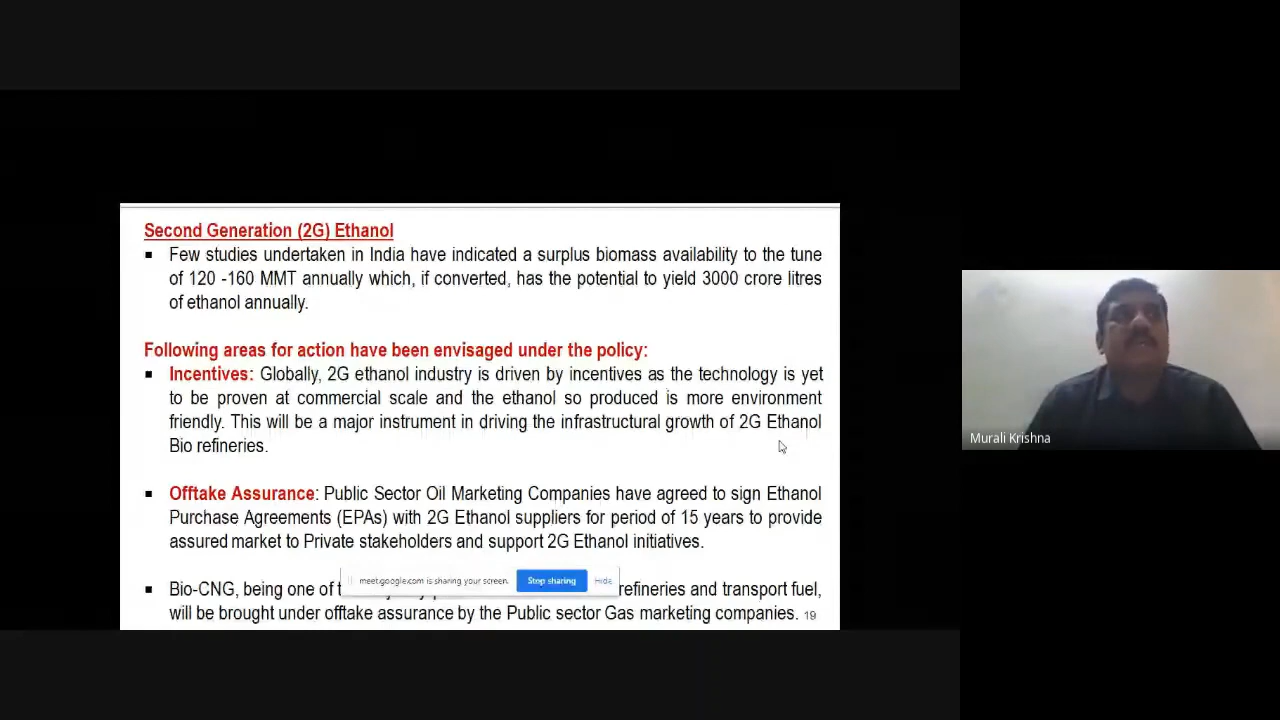 Second Generation (2G) Ethanol
▪ Few studies undertaken in India have indicated a surplus biomass availability to the tune
of 120 -160 MMT annually which, if converted, has the potential to yield 3000 crore litres
of ethanol annually.
Following areas for action have been envisaged under the policy:
▪ Incentives: Globally, 2G ethanol industry is driven by incentives as the technology is yet
to be proven at commercial scale and the ethanol so produced is more environment
friendly. This will be a major instrument in driving the infrastructural growth of 2G Ethanol
Bio refineries.
▪ Offtake Assurance: Public Sector Oil Marketing Companies have agreed to sign Ethanol
Purchase Agreements (EPAs) with 2G Ethanol suppliers for period of 15 years to provide
assured market to Private stakeholders and support 2G Ethanol initiatives.
▪ Bio-CNG, being one of refineries and transport fuel,
meet.google.com is sharing your screen. Stop sharing Hide
will be brought under offtake assurance by the Public sector Gas marketing companies. 19
Murali Krishna